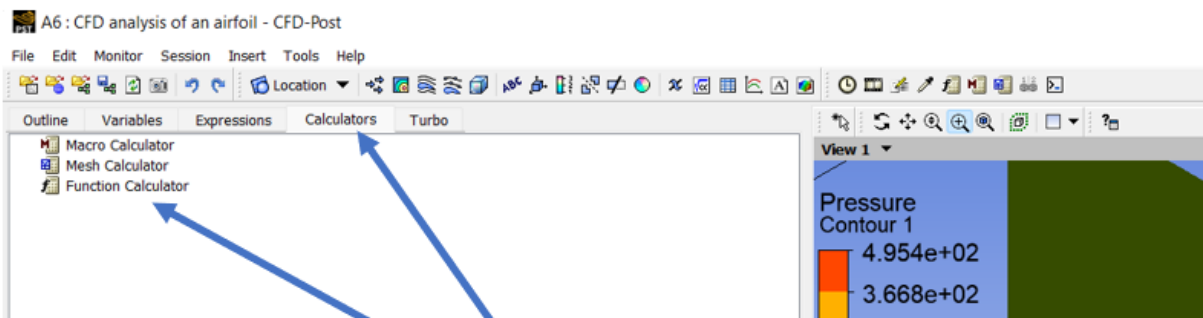 A6 : CFD analysis of an airfoil - CFD-Post
File Edit Monitor Session Insert Tools Help
Location
Outline Variables Expressions Calculators Turbo
Macro Calculator
Mesh Calculator
Function Calculator
View 1
Pressure
Contour 1
4.954e+02
3.668e+02